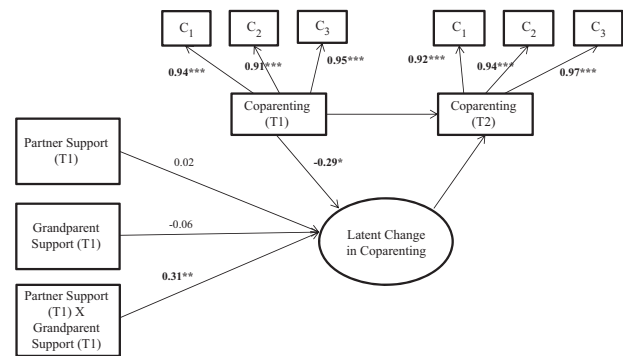 C1 C2 C3 C1 C2 C3
0.94*** 0.91*** 0.95*** 0.92*** 0.94*** 0.97***
Coparenting
(T1)
Coparenting
(T2)
Partner Support
(T1)
0.02
-0.29*
Grandparent
Support (T1)
-0.06
Latent Change
in Coparenting
Partner Support
(T1) X
Grandparent
Support (T1)
0.31**